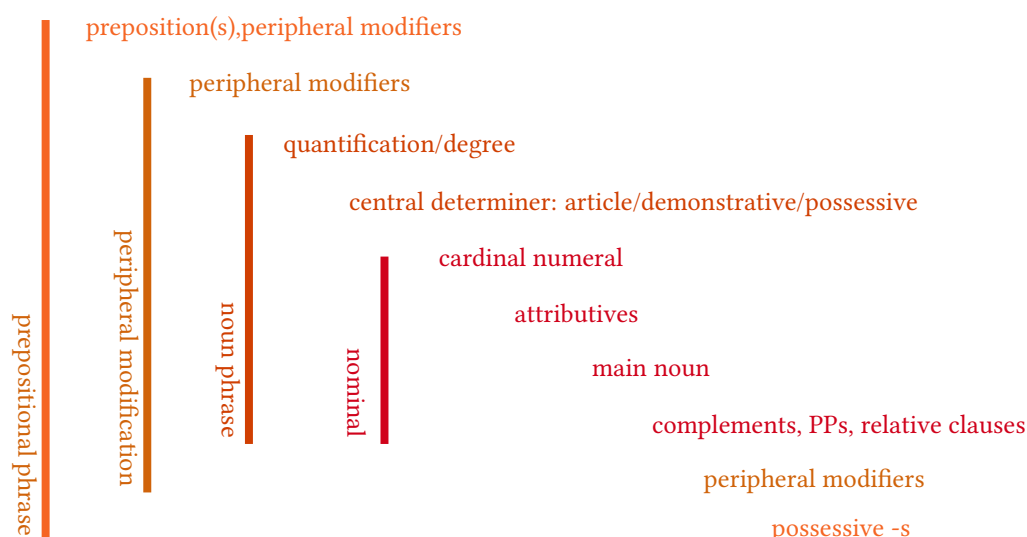 preposition(s),peripheral modifiers
peripheral modifiers
quantification/degree
central determiner: article/demonstrative/possessive
cardinal numeral
attributives
main noun
complements, PPs, relative clauses
peripheral modifiers
possessive -s
prepositional phrase
peripheral modification
noun phrase
nominal